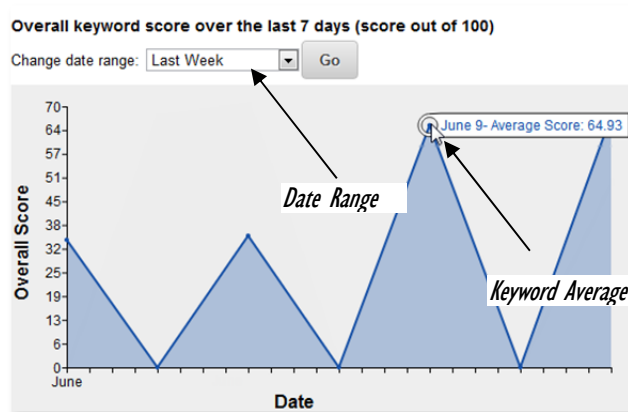 Overall keyword score over the last 7 days (score out of 100)
Change date range: Last Week Go
70
64
57
51
45
38
32
25
19
13
6
0
Overall Score
June 9- Average Score: 64.93
Date Range
Keyword Average
June
Date